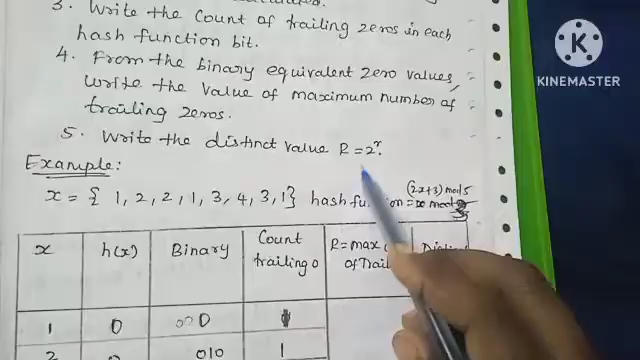 3. Write the Count of trailing zeros in each
hash function bit.
4. From the binary equivalent zero values,
write the value of maximum number of
trailing zeros.
5. Write the distinct value R = 2^r.
Example:
x = { 1, 2, 2, 1, 3, 4, 3, 1} hash function = (2x+3) mod 5
x h(x) Binary Count trailing 0 R = max of Trail
1 0
2 010 1
KINEMASTER